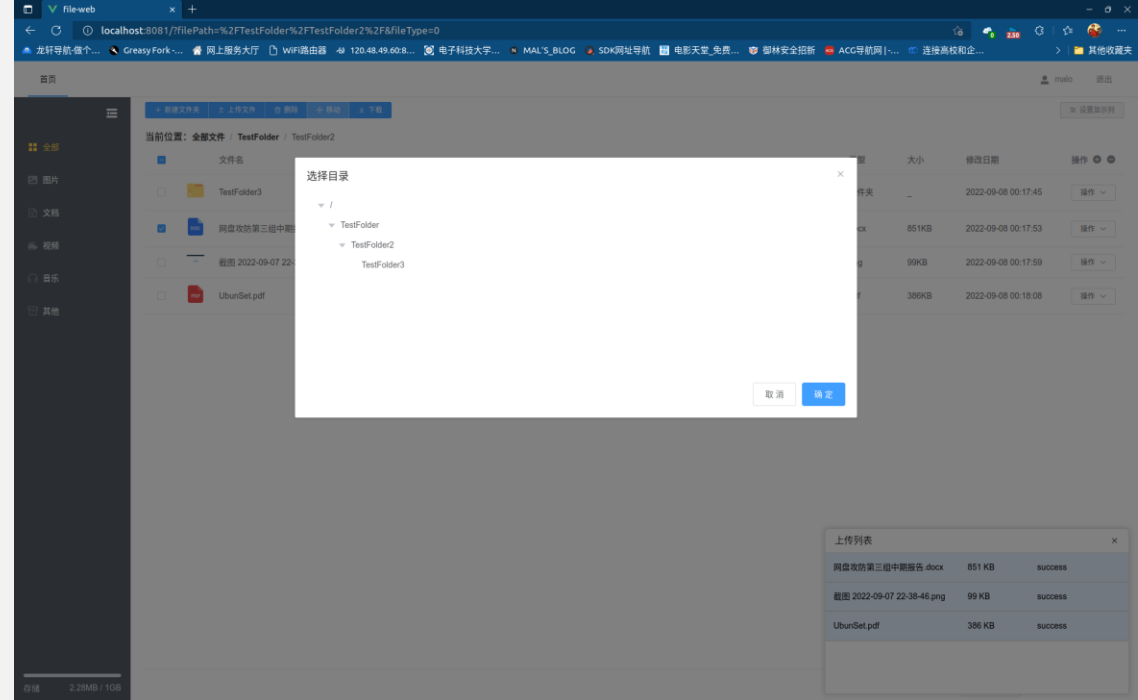 file-web
localhost:8081/?filePath=%2FTestFolder%2FTestFolder2%2F&fileType=0
2.50
龙轩导航-做个... GreasyFork -... 网上服务大厅 WiFi路由器 120.48.49.60:8... 电子科技大学... MAL'S_BLOG SDK网址导航 电影天堂_免费... 御林安全招新 ACG导航网 |-... 连接高校和企... 其他收藏夹
首页 malo 退出
+ 新建文件夹 上传文件 删除 移动 下载 设置显示列
当前位置： 全部文件 / TestFolder / TestFolder2
全部
图片
文档
视频
音乐
其他
文件名 大小 修改日期 操作
TestFolder3 件夹 _ 2022-09-08 00:17:45 操作
网盘攻防第三组中期 cx 851KB 2022-09-08 00:17:53 操作
截图 2022-09-07 22- g 99KB 2022-09-08 00:17:59 操作
UbunSet.pdf f 386KB 2022-09-08 00:18:08 操作
选择目录
/
TestFolder
TestFolder2
TestFolder3
取 消 确 定
上传列表
网盘攻防第三组中期报告.docx 851 KB success
截图 2022-09-07 22-38-46.png 99 KB success
UbunSet.pdf 386 KB success
存储 2.28MB / 1GB